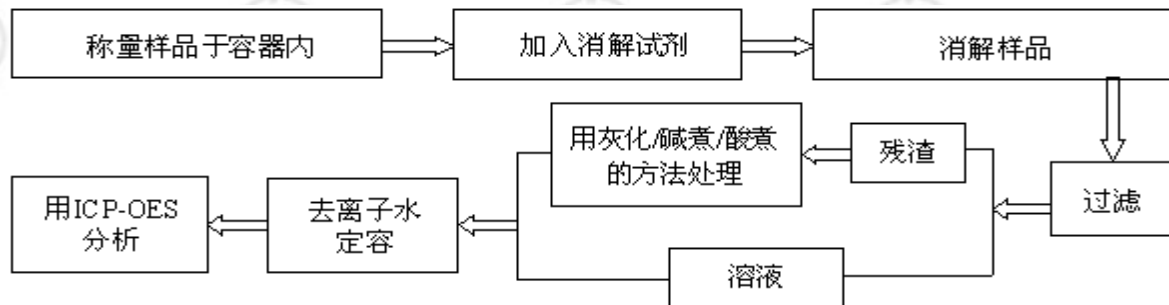 称量样品于容器内
加入消解试剂
消解样品
用灰化/碱煮/酸煮
的方法处理
残渣
过滤
用ICP-OES
分析
去离子水
定容
溶液